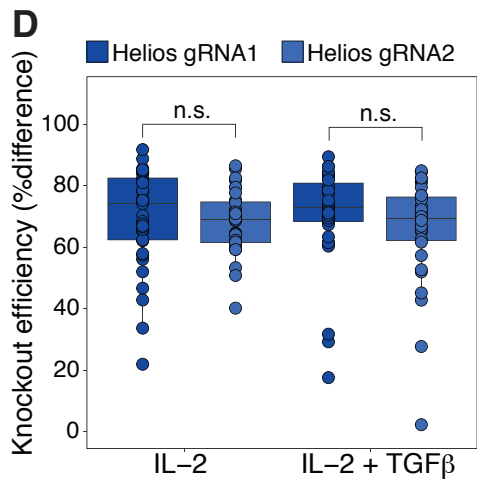 D
Helios gRNA1 Helios gRNA2
Knockout efficiency (%difference)
100
80
60
40
20
0
n.s. n.s.
IL−2 IL−2 + TGFβ